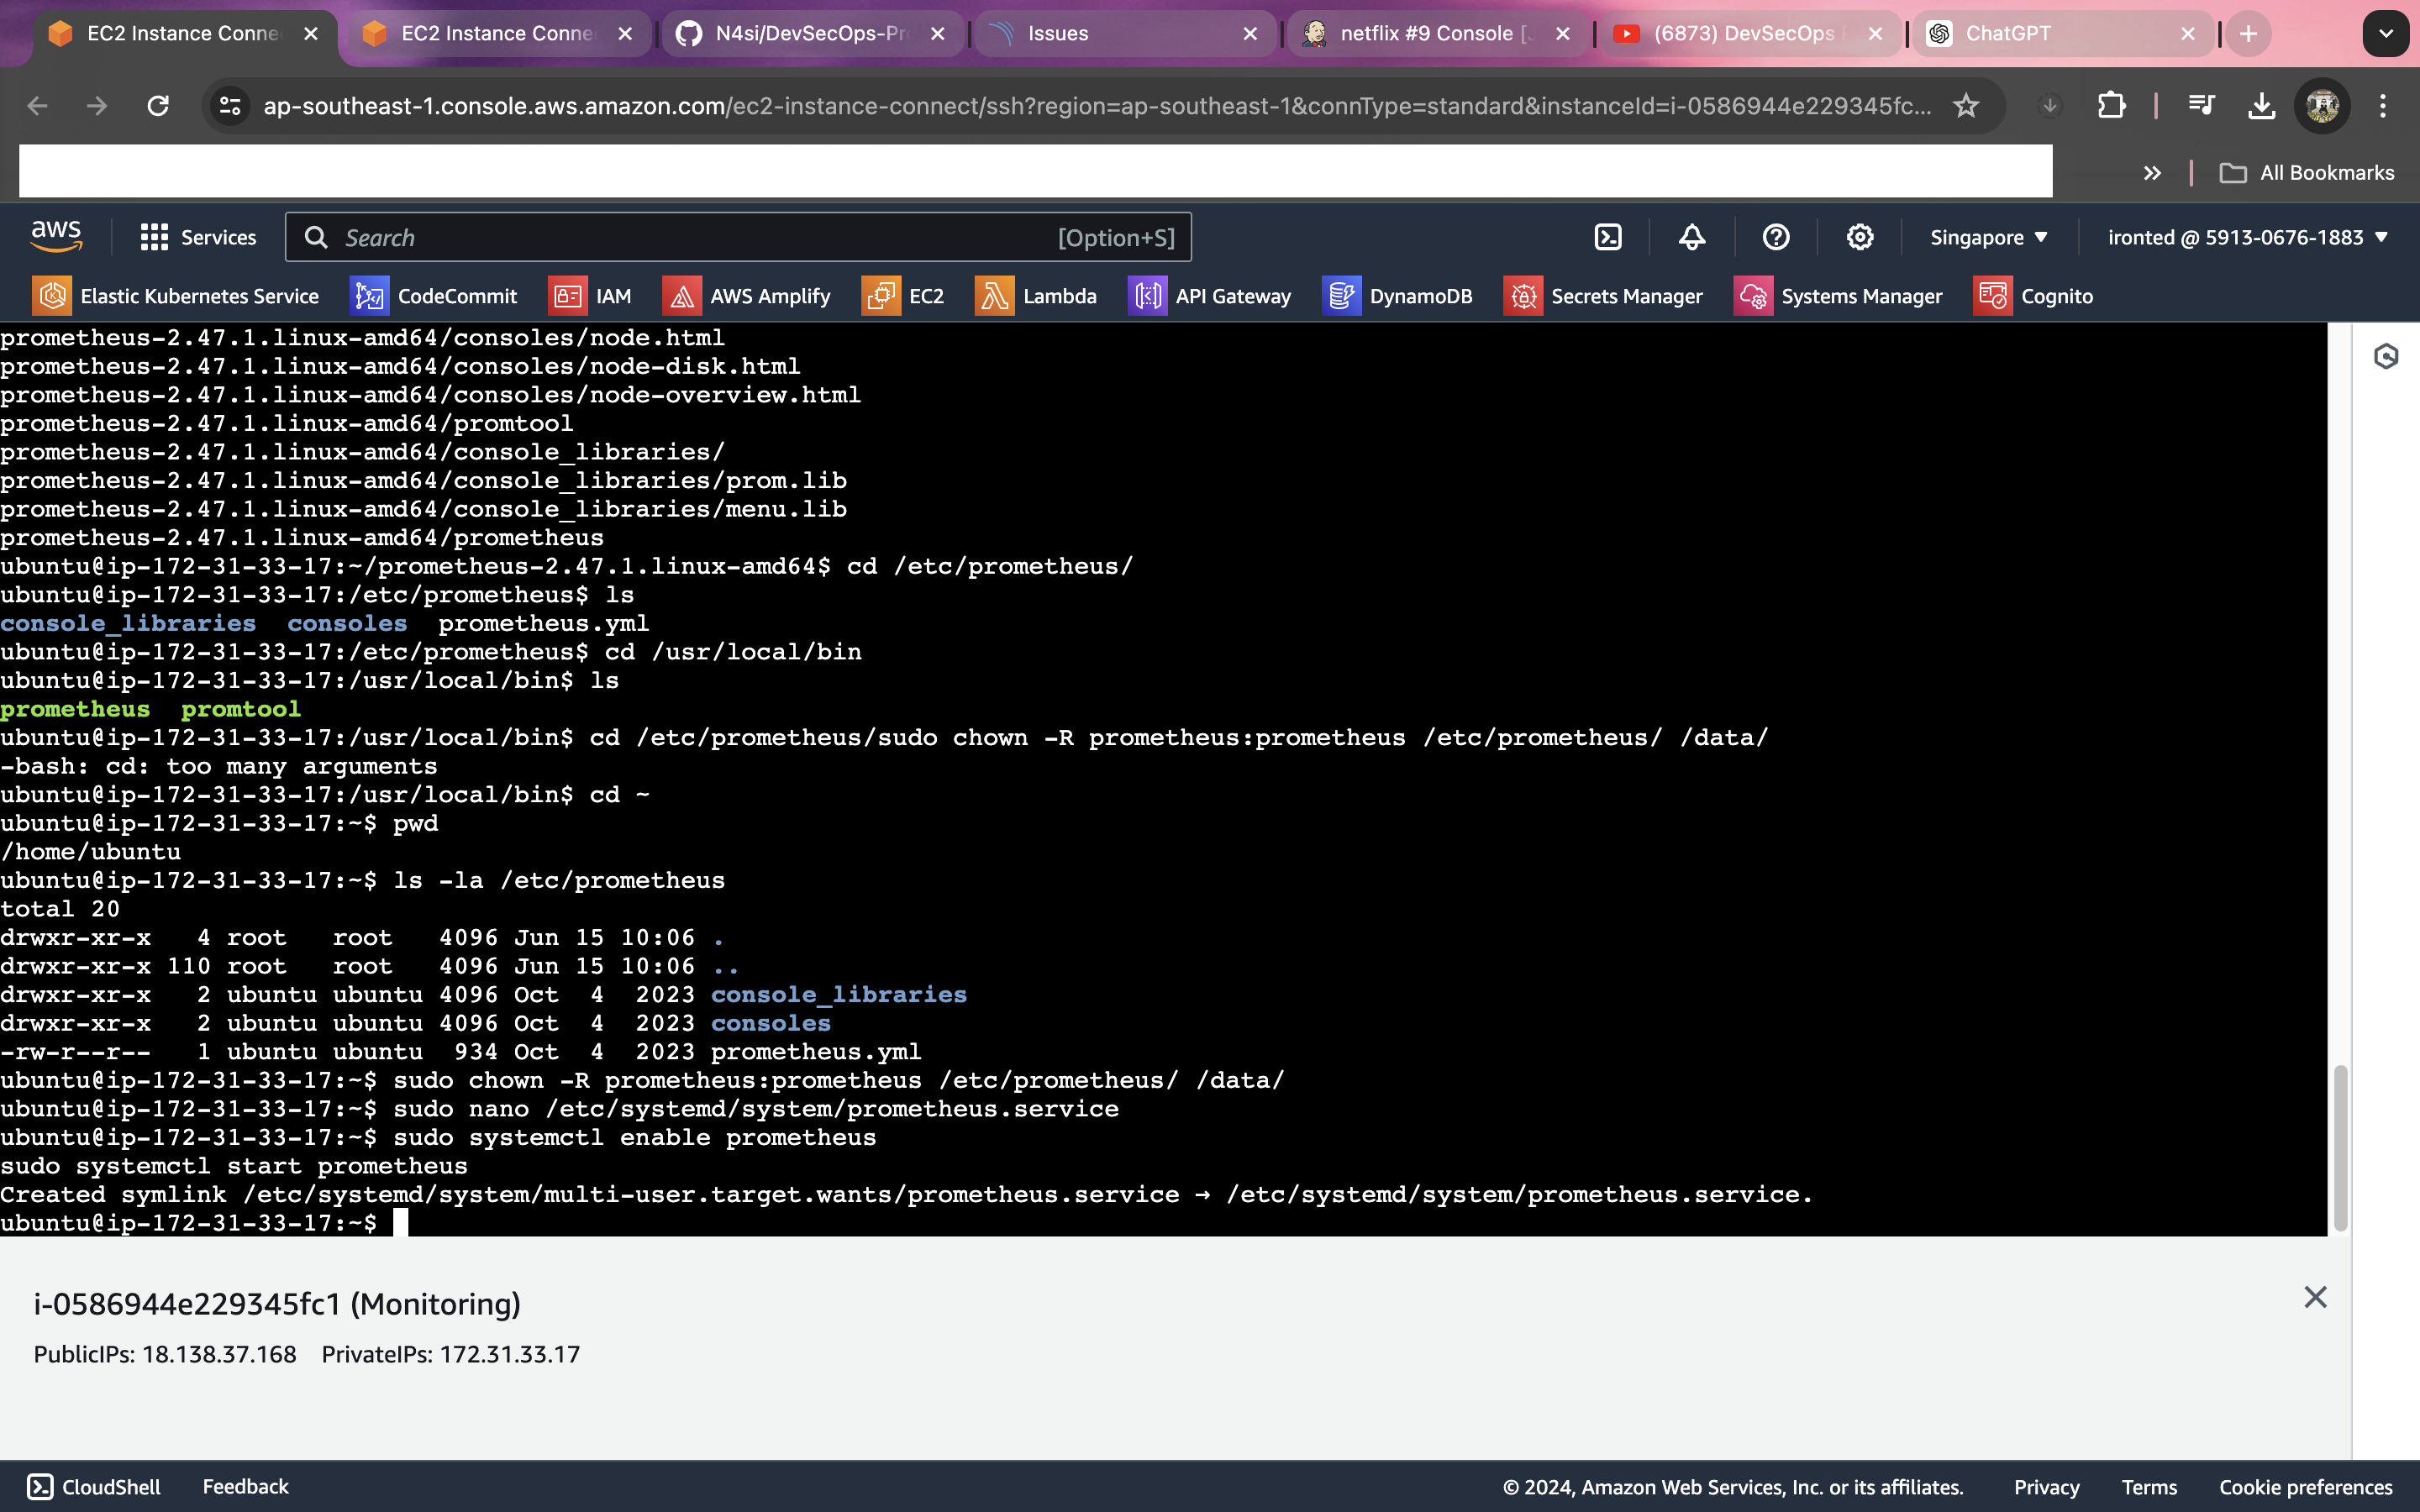 EC2 Instance Conne
EC2 Instance Conne
N4si/DevSecOps-Pr
Issues
netflix #9 Console [J
(6873) DevSecOps
ChatGPT
ap-southeast-1.console.aws.amazon.com/ec2-instance-connect/ssh?region=ap-southeast-1&connType=standard&instanceId=i-0586944e229345fc...
All Bookmarks
aws
Services
Search
[Option+S]
Singapore
ironted @ 5913-0676-1883
Elastic Kubernetes Service
CodeCommit
IAM
AWS Amplify
EC2
Lambda
API Gateway
DynamoDB
Secrets Manager
Systems Manager
Cognito
prometheus-2.47.1.linux-amd64/consoles/node.html
prometheus-2.47.1.linux-amd64/consoles/node-disk.html
prometheus-2.47.1.linux-amd64/consoles/node-overview.html
prometheus-2.47.1.linux-amd64/promtool
prometheus-2.47.1.linux-amd64/console_libraries/
prometheus-2.47.1.linux-amd64/console_libraries/prom.lib
prometheus-2.47.1.linux-amd64/console_libraries/menu.lib
prometheus-2.47.1.linux-amd64/prometheus
ubuntu@ip-172-31-33-17:~/prometheus-2.47.1.linux-amd64$ cd /etc/prometheus/
ubuntu@ip-172-31-33-17:/etc/prometheus$ ls
console_libraries  consoles  prometheus.yml
ubuntu@ip-172-31-33-17:/etc/prometheus$ cd /usr/local/bin
ubuntu@ip-172-31-33-17:/usr/local/bin$ ls
prometheus  promtool
ubuntu@ip-172-31-33-17:/usr/local/bin$ cd /etc/prometheus/sudo chown -R prometheus:prometheus /etc/prometheus/ /data/
-bash: cd: too many arguments
ubuntu@ip-172-31-33-17:/usr/local/bin$ cd ~
ubuntu@ip-172-31-33-17:~$ pwd
/home/ubuntu
ubuntu@ip-172-31-33-17:~$ ls -la /etc/prometheus
total 20
drwxr-xr-x   4 root   root   4096 Jun 15 10:06 .
drwxr-xr-x 110 root   root   4096 Jun 15 10:06 ..
drwxr-xr-x   2 ubuntu ubuntu 4096 Oct  4  2023 console_libraries
drwxr-xr-x   2 ubuntu ubuntu 4096 Oct  4  2023 consoles
-rw-r--r--   1 ubuntu ubuntu  934 Oct  4  2023 prometheus.yml
ubuntu@ip-172-31-33-17:~$ sudo chown -R prometheus:prometheus /etc/prometheus/ /data/
ubuntu@ip-172-31-33-17:~$ sudo nano /etc/systemd/system/prometheus.service
ubuntu@ip-172-31-33-17:~$ sudo systemctl enable prometheus
sudo systemctl start prometheus
Created symlink /etc/systemd/system/multi-user.target.wants/prometheus.service → /etc/systemd/system/prometheus.service.
ubuntu@ip-172-31-33-17:~$
i-0586944e229345fc1 (Monitoring)
PublicIPs: 18.138.37.168    PrivateIPs: 172.31.33.17
CloudShell
Feedback
© 2024, Amazon Web Services, Inc. or its affiliates.
Privacy
Terms
Cookie preferences